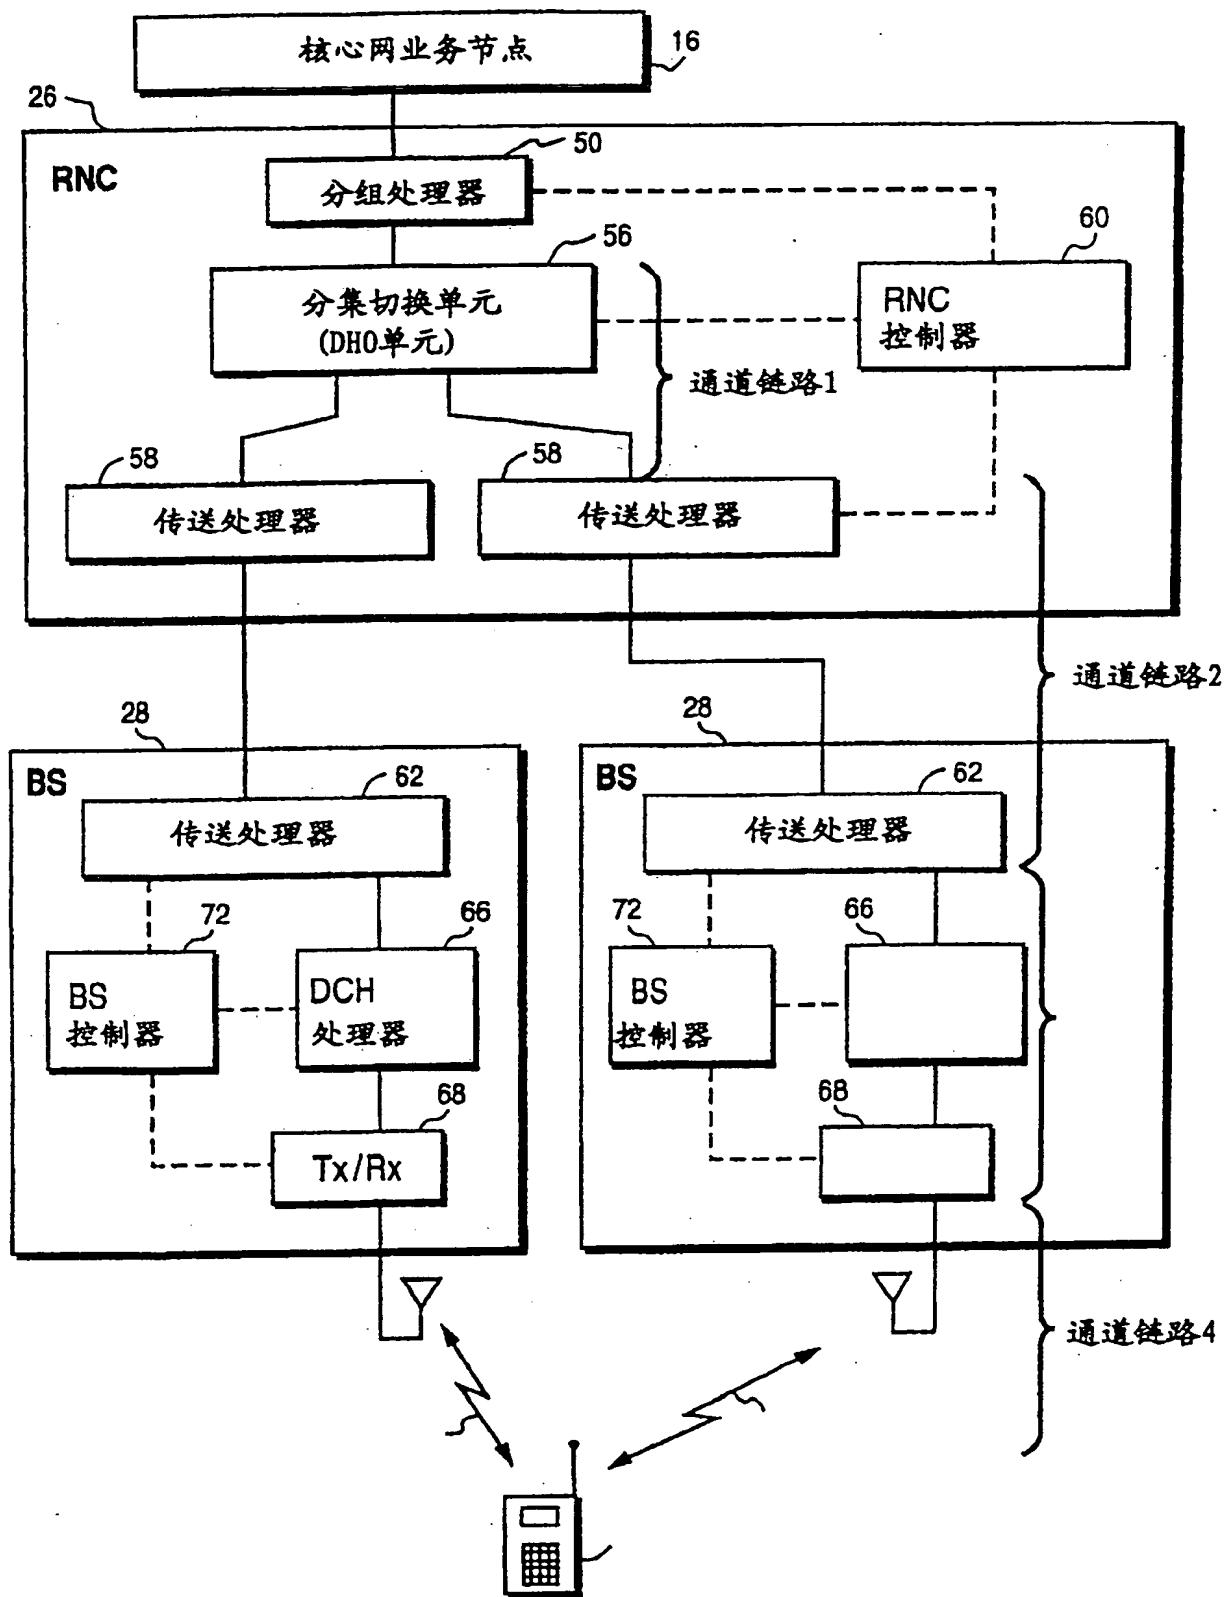 核心网业务节点
16
26
RNC
50
分组处理器
56
分集切换单元
(DHO单元)
60
RNC
控制器
通道链路1
58
传送处理器
58
传送处理器
通道链路2
28
BS
62
传送处理器
72
BS
控制器
66
DCH
处理器
68
Tx/Rx
28
BS
62
传送处理器
72
BS
控制器
66
68
通道链路4